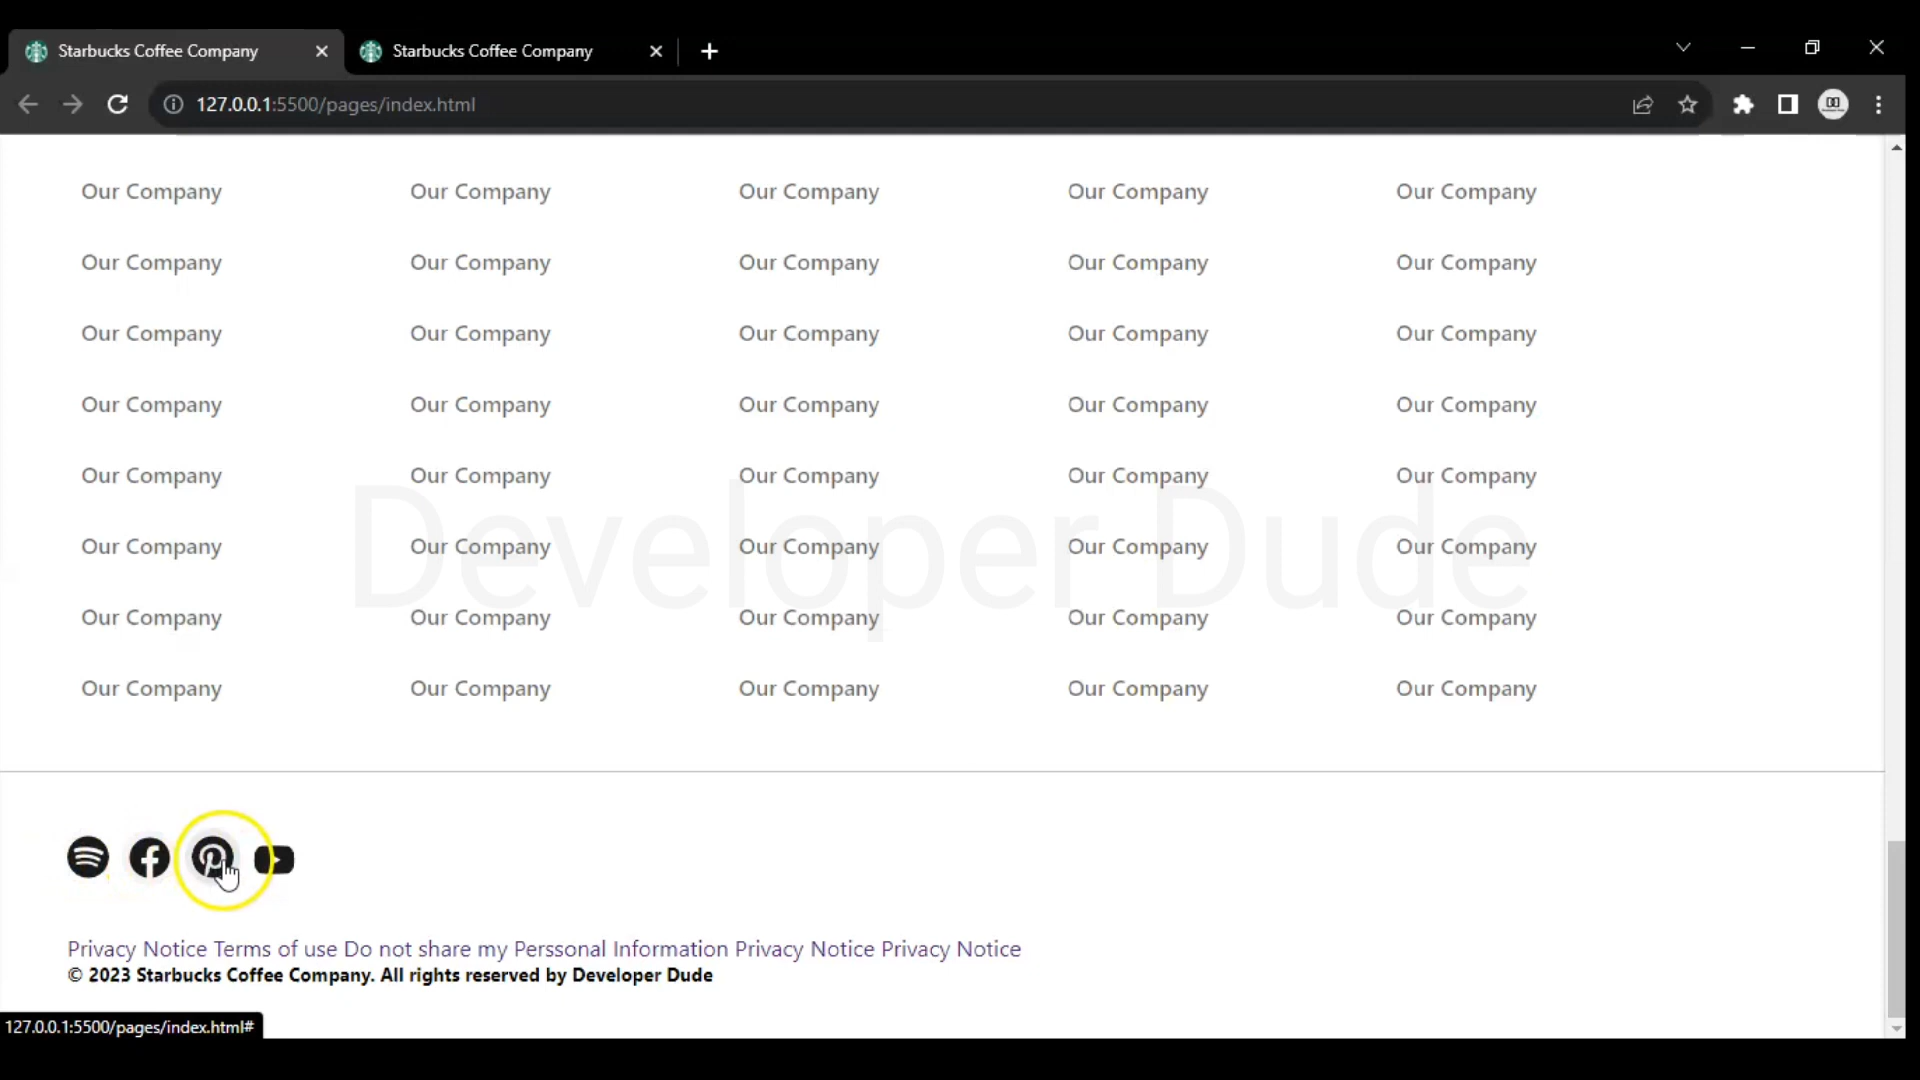 Starbucks Coffee Company Starbucks Coffee Company
127.0.0.1:5500/pages/index.html
Our Company Our Company Our Company Our Company Our Company
Our Company Our Company Our Company Our Company Our Company
Our Company Our Company Our Company Our Company Our Company
Our Company Our Company Our Company Our Company Our Company
Our Company Our Company Our Company Our Company Our Company
Developer Dude
Our Company Our Company Our Company Our Company Our Company
Our Company Our Company Our Company Our Company Our Company
Our Company Our Company Our Company Our Company Our Company
Privacy Notice Terms of use Do not share my Perssonal Information Privacy Notice Privacy Notice
© 2023 Starbucks Coffee Company. All rights reserved by Developer Dude
127.0.0.1:5500/pages/index.html#